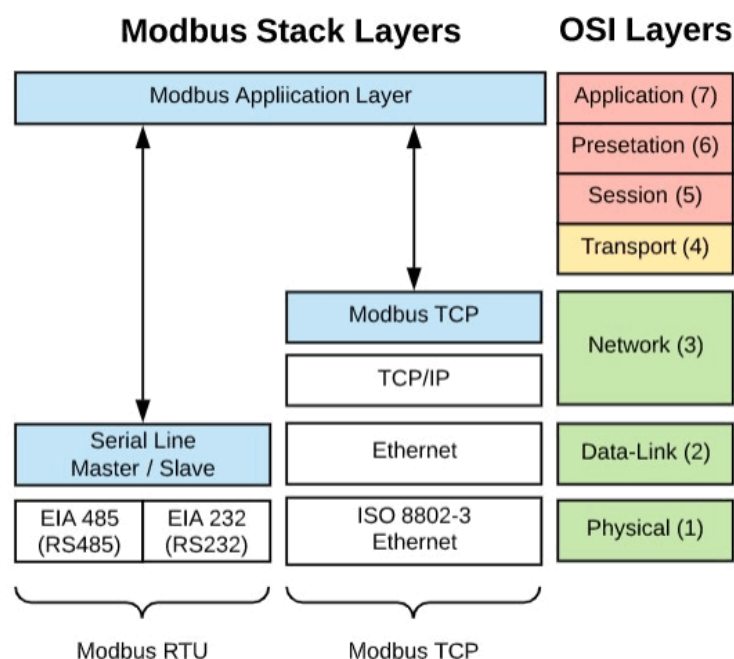 Modbus Stack Layers
OSI Layers
Modbus Appliication Layer
Application (7)
Presetation (6)
Session (5)
Transport (4)
Modbus TCP
TCP/IP
Network (3)
Serial Line
Master / Slave
Ethernet
Data-Link (2)
EIA 485
(RS485)
EIA 232
(RS232)
ISO 8802-3
Ethernet
Physical (1)
Modbus RTU
Modbus TCP